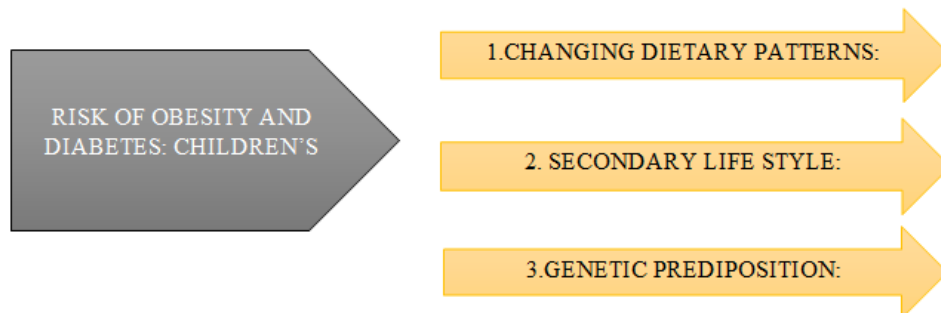 RISK OF OBESITY AND
DIABETES: CHILDREN’S
1.CHANGING DIETARY PATTERNS:
2. SECONDARY LIFE STYLE:
3.GENETIC PREDIPOSITION: